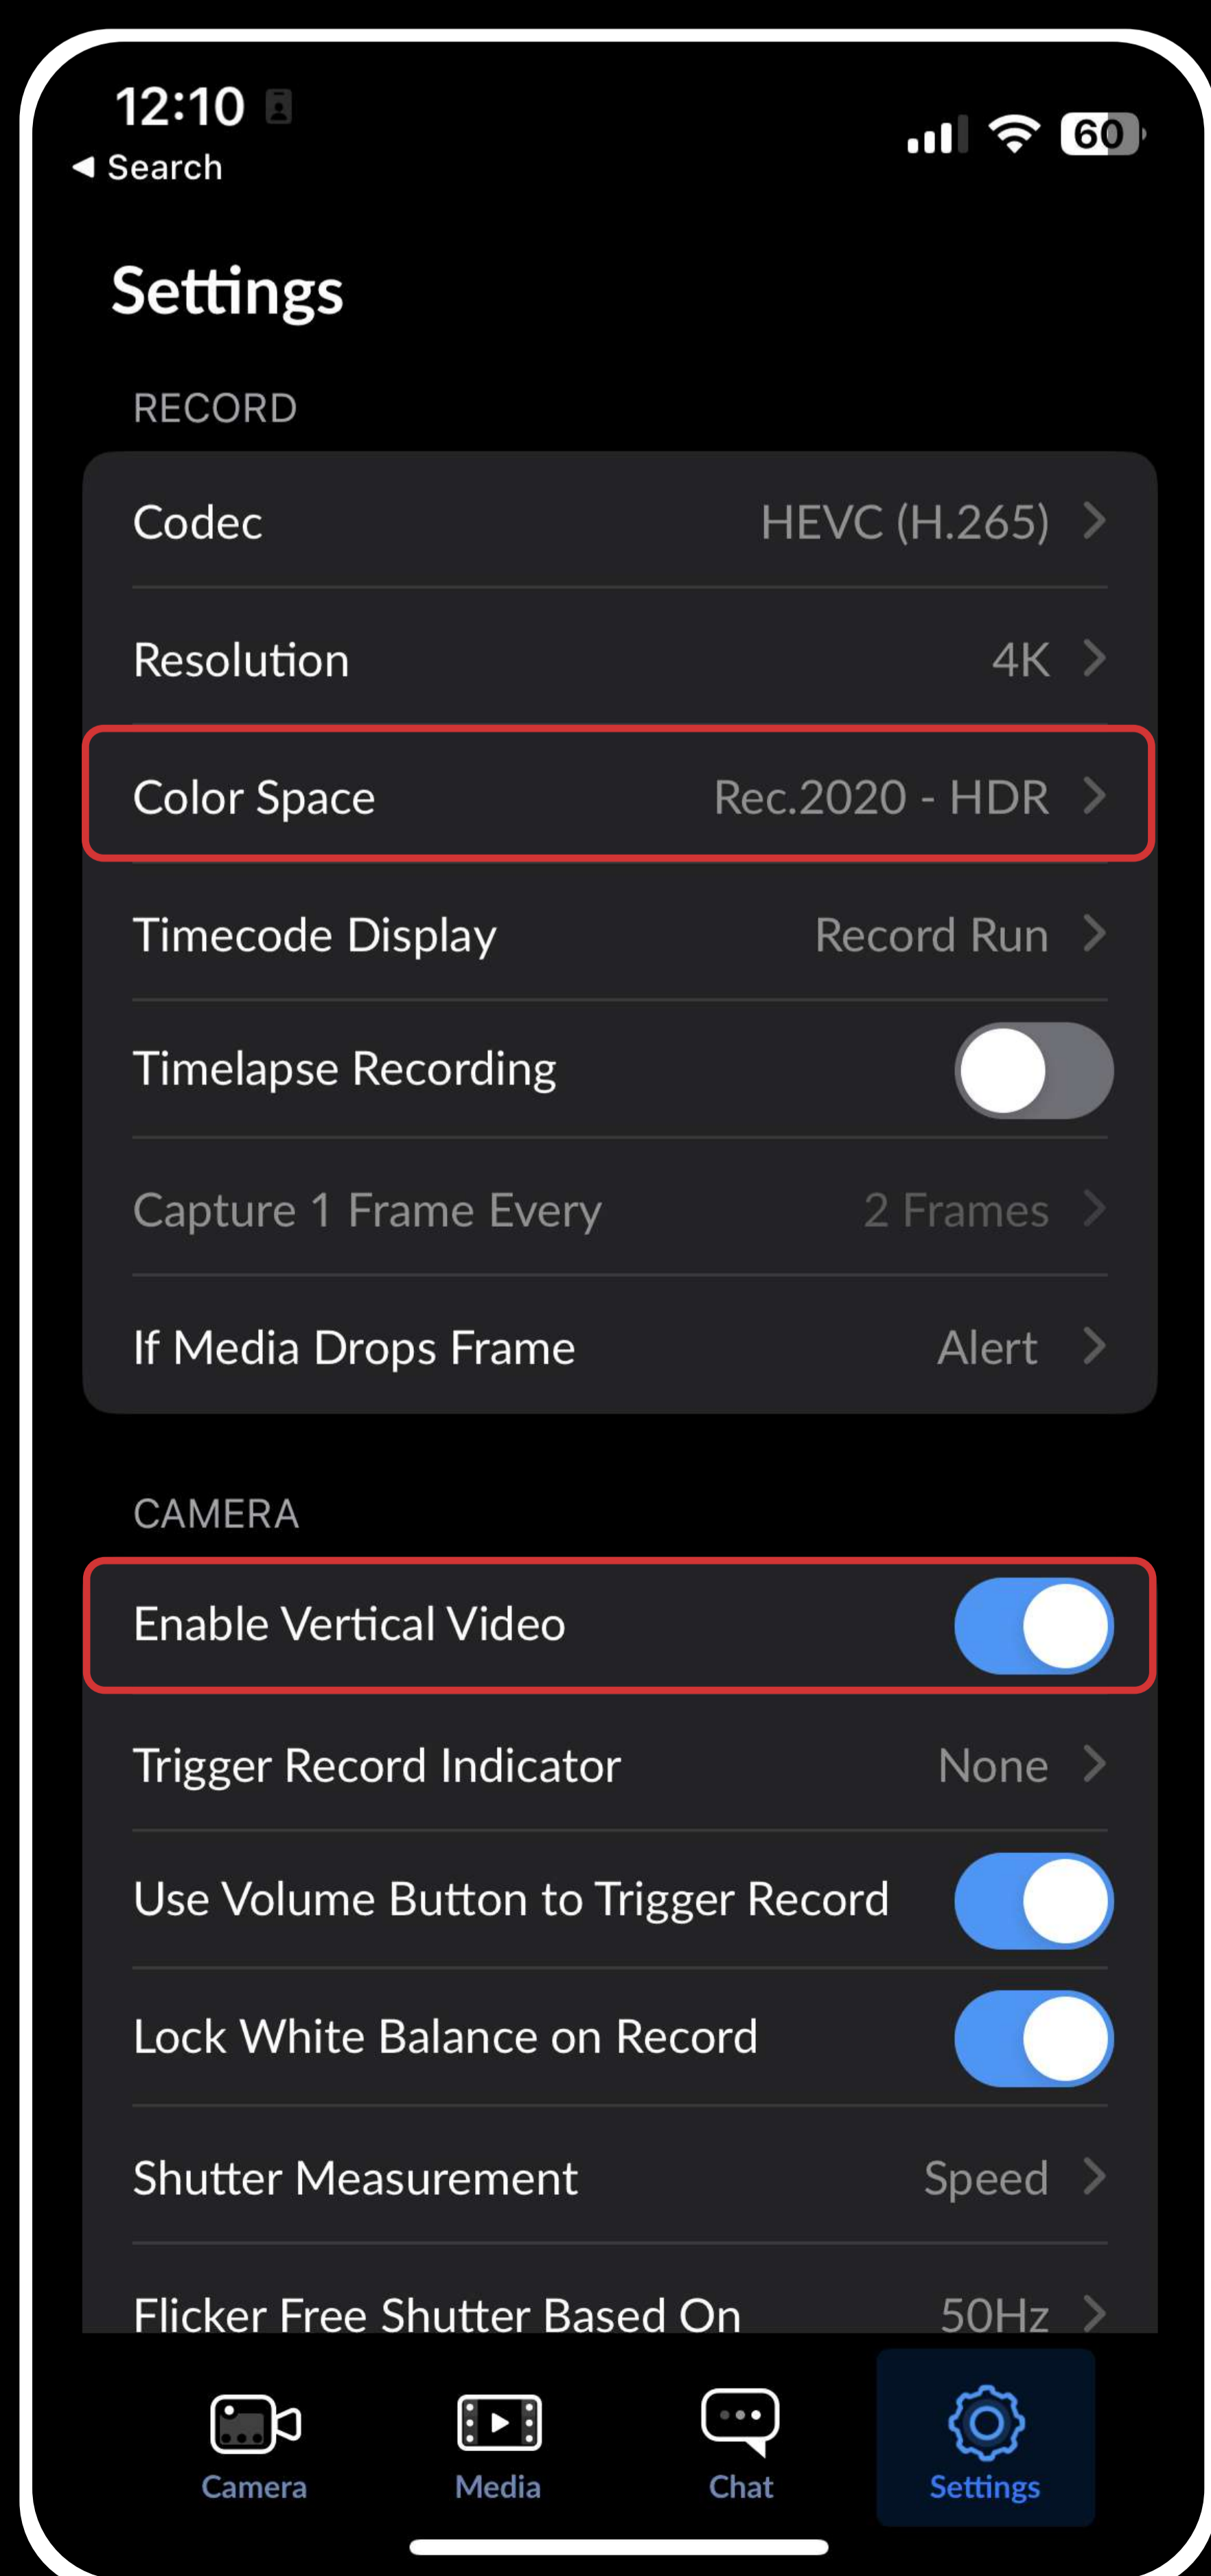 12:10
60
◀ Search
Settings
RECORD
Codec HEVC (H.265)
Resolution 4K
Color Space Rec.2020 - HDR
Timecode Display Record Run
Timelapse Recording
Capture 1 Frame Every 2 Frames
If Media Drops Frame Alert
CAMERA
Enable Vertical Video
Trigger Record Indicator None
Use Volume Button to Trigger Record
Lock White Balance on Record
Shutter Measurement Speed
Flicker Free Shutter Based On 50Hz
Camera Media Chat Settings